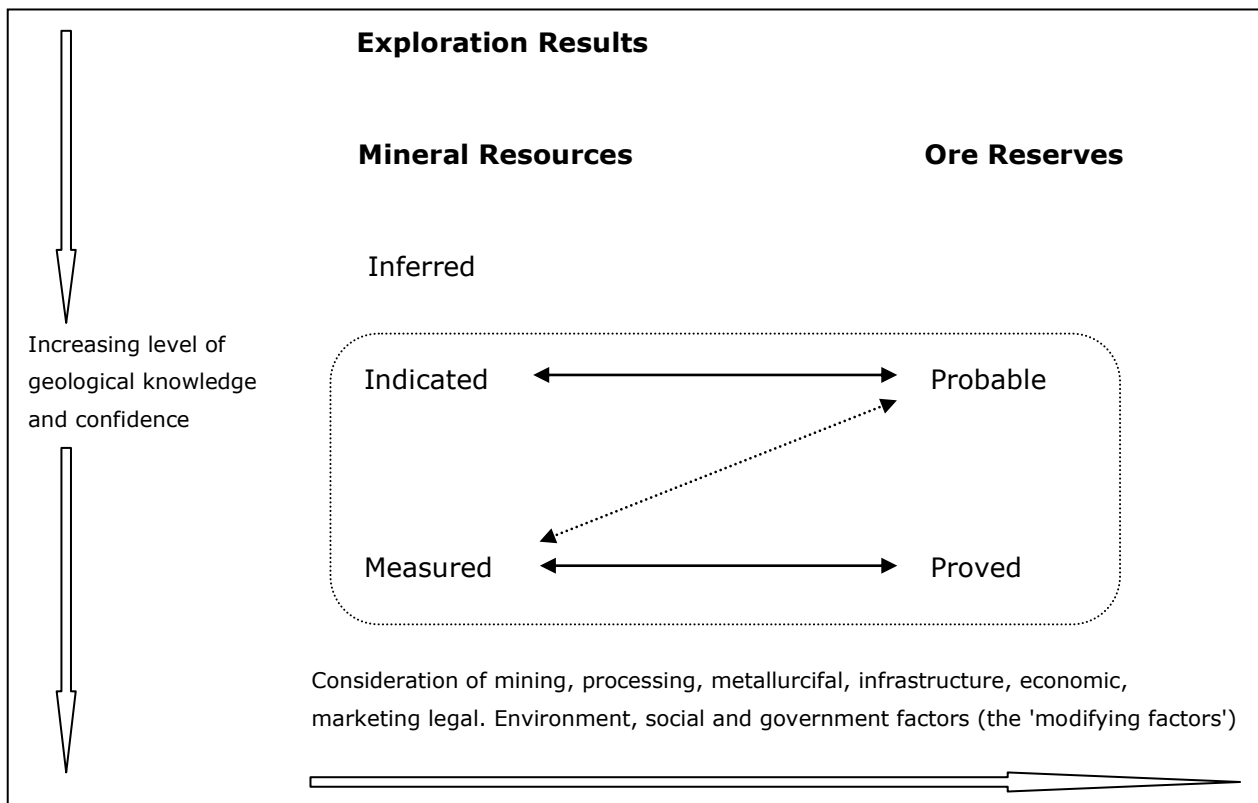 Exploration Results
Mineral Resources
Ore Reserves
Inferred
Increasing level of
geological knowledge
and confidence
Indicated
Probable
Measured
Proved
Consideration of mining, processing, metallurcifal, infrastructure, economic,
marketing legal. Environment, social and government factors (the 'modifying factors')